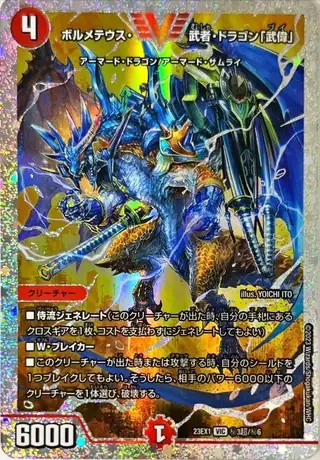 4
ボルメテウス・武者・ドラゴン「武偉」
むしゃ
ブイ
アーマード・ドラゴン/アーマード・サムライ
illus. YOICHI ITO
クリーチャー
■侍流ジェネレート(このクリーチャーが出た時、自分の手札にある
クロスギアを1枚、コストを支払わずにジェネレートしてもよい)
■W・ブレイカー
■このクリーチャーが出た時または攻撃する時、自分のシールドを
1つブレイクしてもよい。そうしたら、相手のパワー6000以下の
クリーチャーを1体選び、破壊する。
6000
1
23EX1 VIC